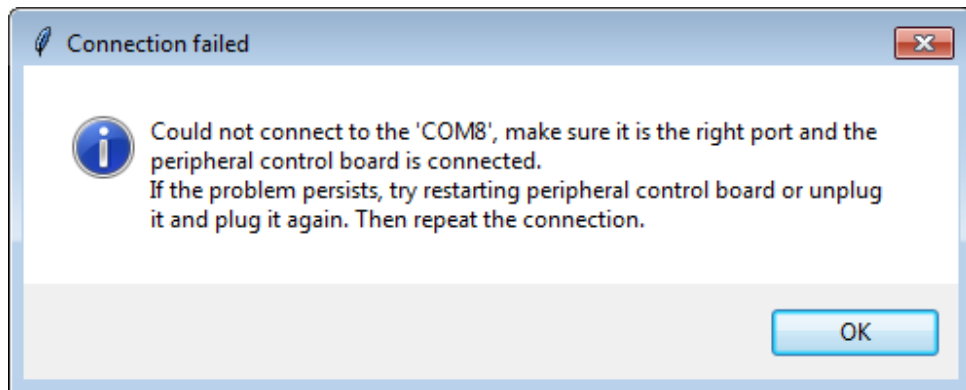 Connection failed
Could not connect to the 'COM8', make sure it is the right port and the
peripheral control board is connected.
If the problem persists, try restarting peripheral control board or unplug
it and plug it again. Then repeat the connection.
OK